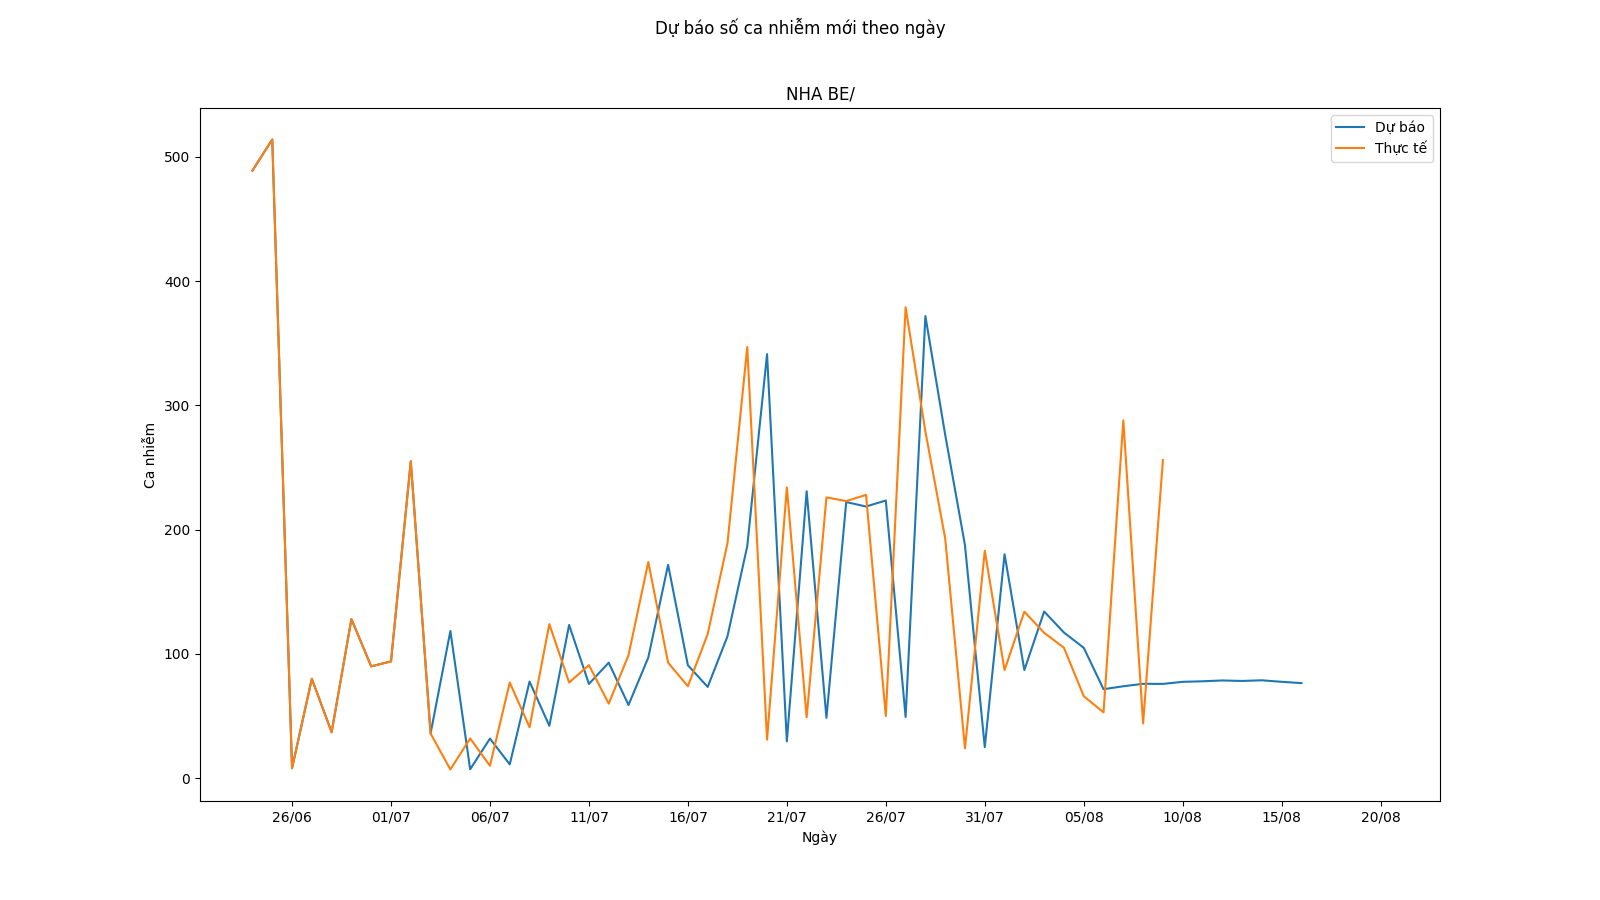 Dự báo số ca nhiễm mới theo ngày
NHA BE/
Dự báo
Thực tế
500
400
300
200
100
0
Ca nhiễm
26/06 01/07 06/07 11/07 16/07 21/07 26/07 31/07 05/08 10/08 15/08 20/08
Ngày